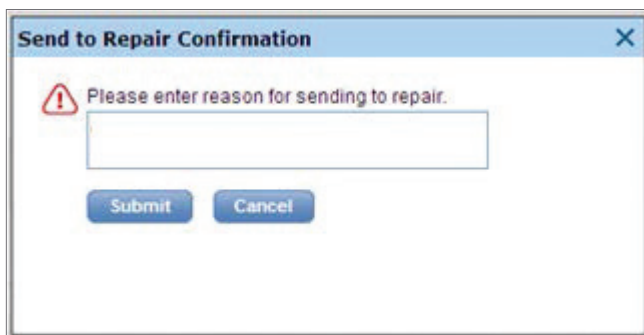 Send to Repair Confirmation
Please enter reason for sending to repair.
Submit Cancel